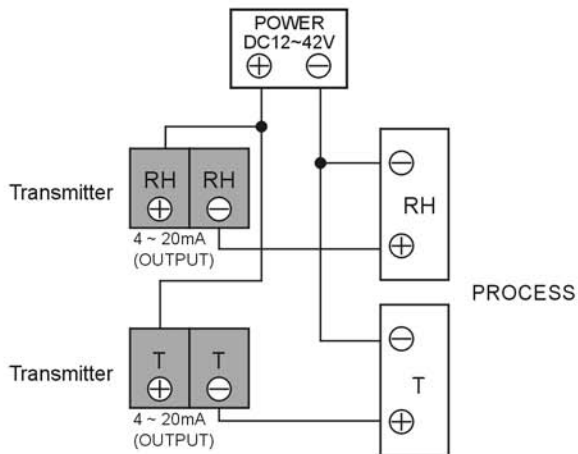 POWER
DC12~42V
⊕ ⊖
RH RH
⊕ ⊖
Transmitter
4 ~ 20mA
(OUTPUT)
⊖
RH
⊕
PROCESS
T T
⊕ ⊖
Transmitter
4 ~ 20mA
(OUTPUT)
⊖
T
⊕